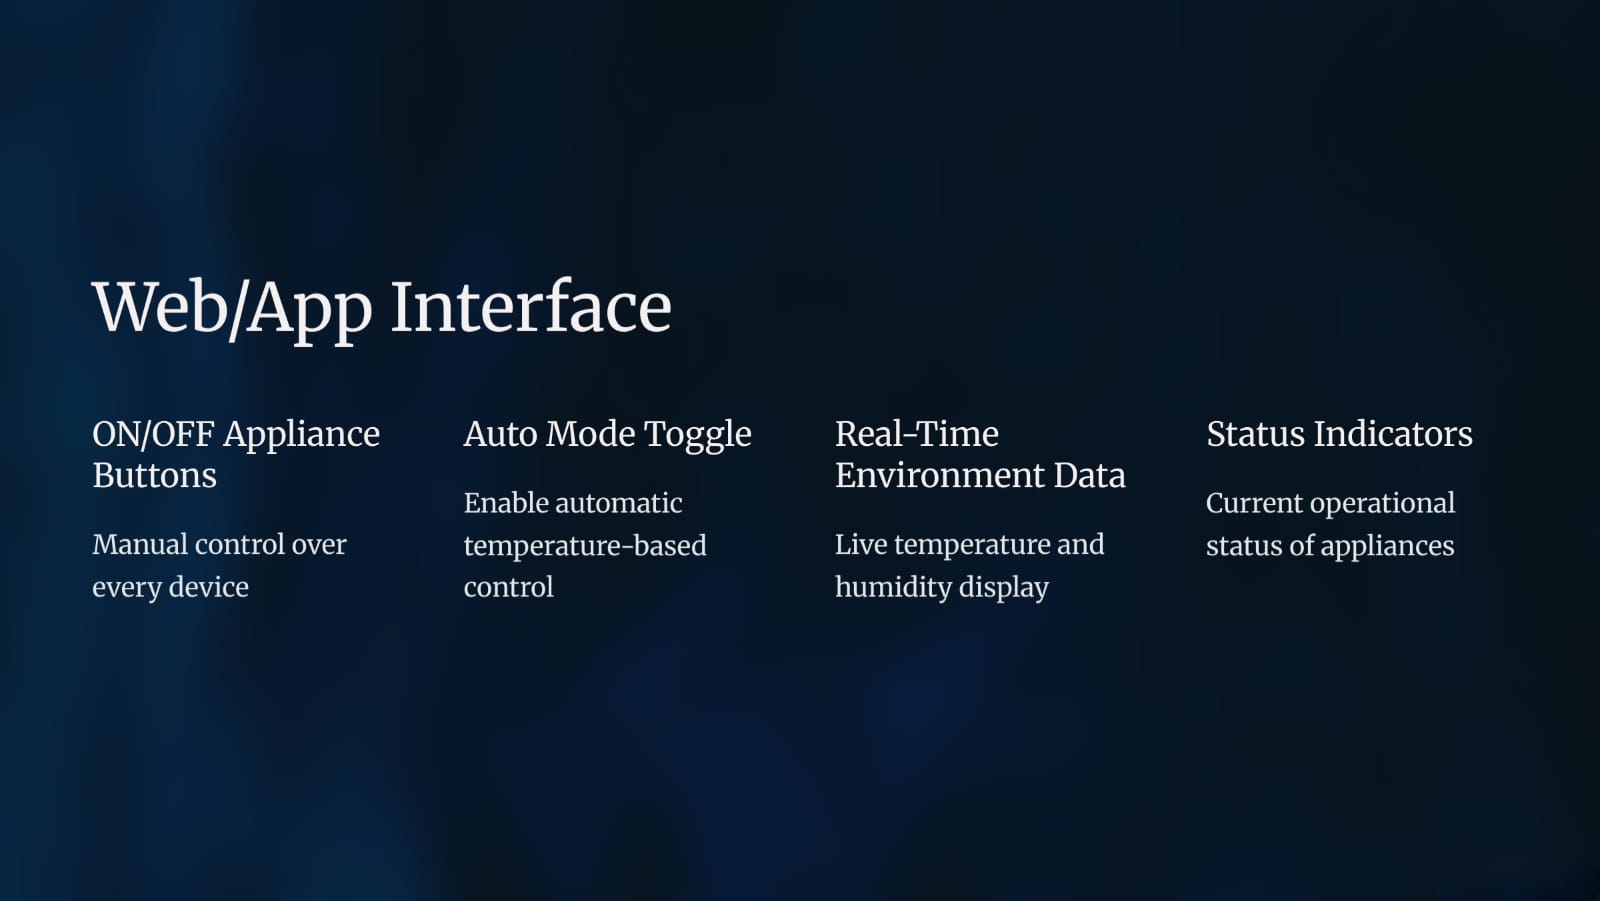 Web/App Interface
ON/OFF Appliance
Buttons
Manual control over
every device
Auto Mode Toggle
Enable automatic
temperature-based
control
Real-Time
Environment Data
Live temperature and
humidity display
Status Indicators
Current operational
status of appliances